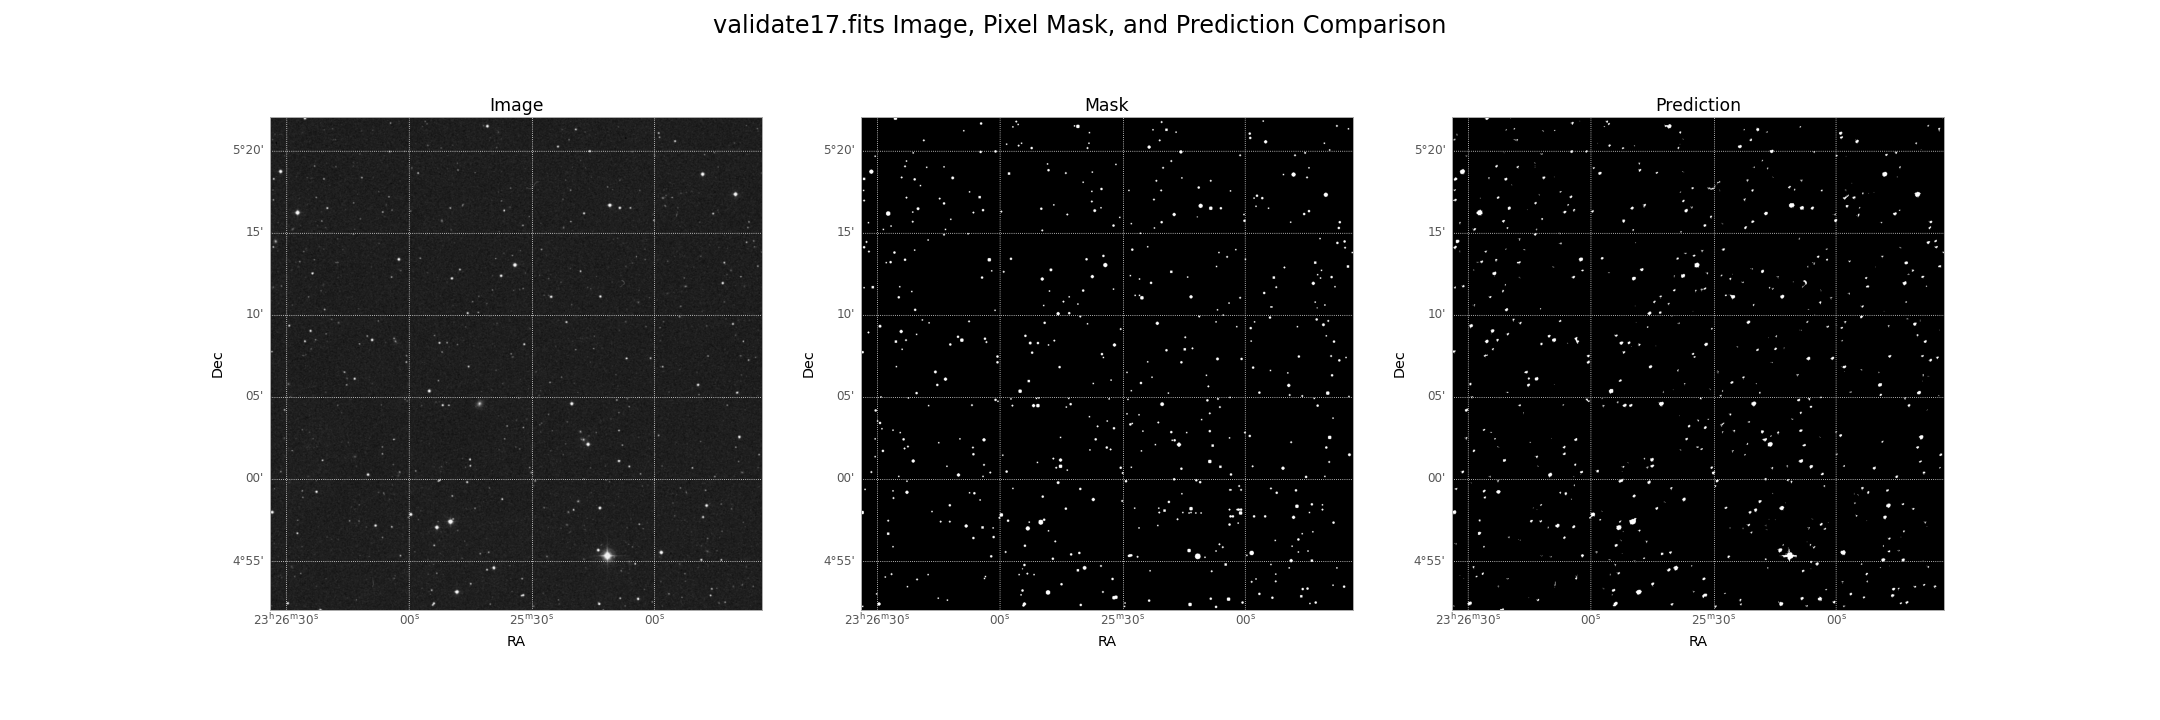 validate17.fits Image, Pixel Mask, and Prediction Comparison
Image
Mask
Prediction
5°20'
15'
10'
05'
00'
4°55'
Dec
23ʰ26ᵐ30ˢ 00ˢ 25ᵐ30ˢ 00ˢ
RA
5°20'
15'
10'
05'
00'
4°55'
Dec
23ʰ26ᵐ30ˢ 00ˢ 25ᵐ30ˢ 00ˢ
RA
5°20'
15'
10'
05'
00'
4°55'
Dec
23ʰ26ᵐ30ˢ 00ˢ 25ᵐ30ˢ 00ˢ
RA